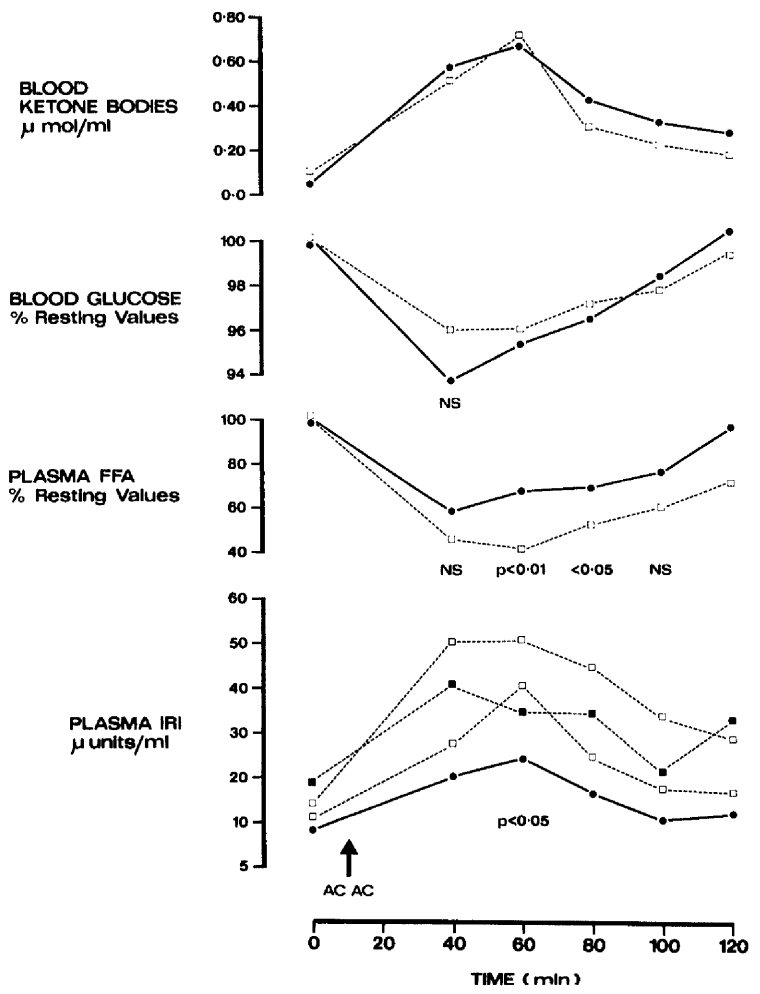 0·80
0·60
0·40
0·20
0·0
BLOOD
KETONE BODIES
μ mol/ml
100
98
96
94
BLOOD GLUCOSE
% Resting Values
NS
100
80
60
40
PLASMA FFA
% Resting Values
NS p<0·01 <0·05 NS
60
50
40
30
20
10
5
PLASMA IRI
μ units/ml
p<0·05
AC AC
0 20 40 60 80 100 120
TIME (min)